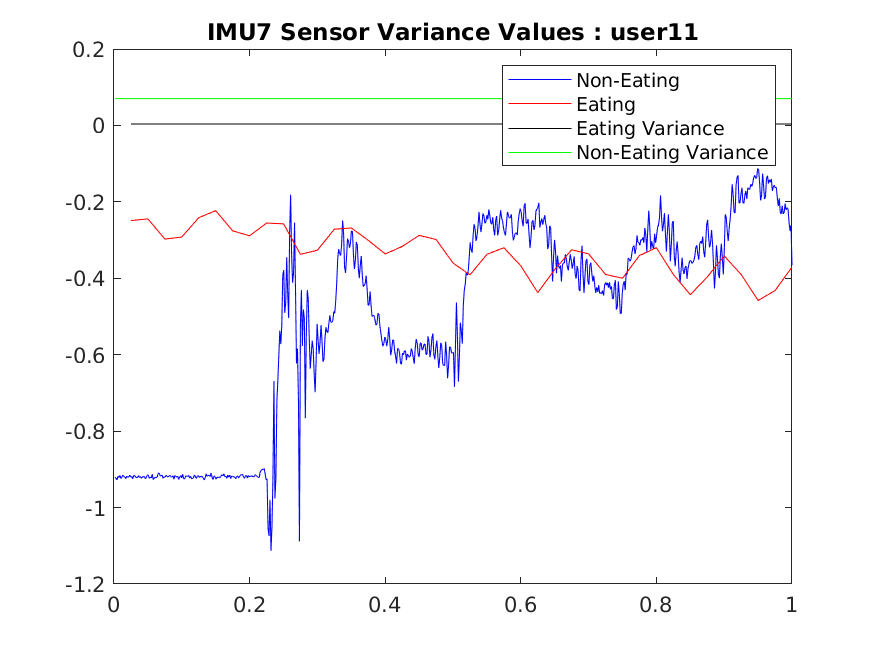 IMU7 Sensor Variance Values : user11
Non-Eating
Eating
Eating Variance
Non-Eating Variance
0.2
0
-0.2
-0.4
-0.6
-0.8
-1
-1.2
0 0.2 0.4 0.6 0.8 1